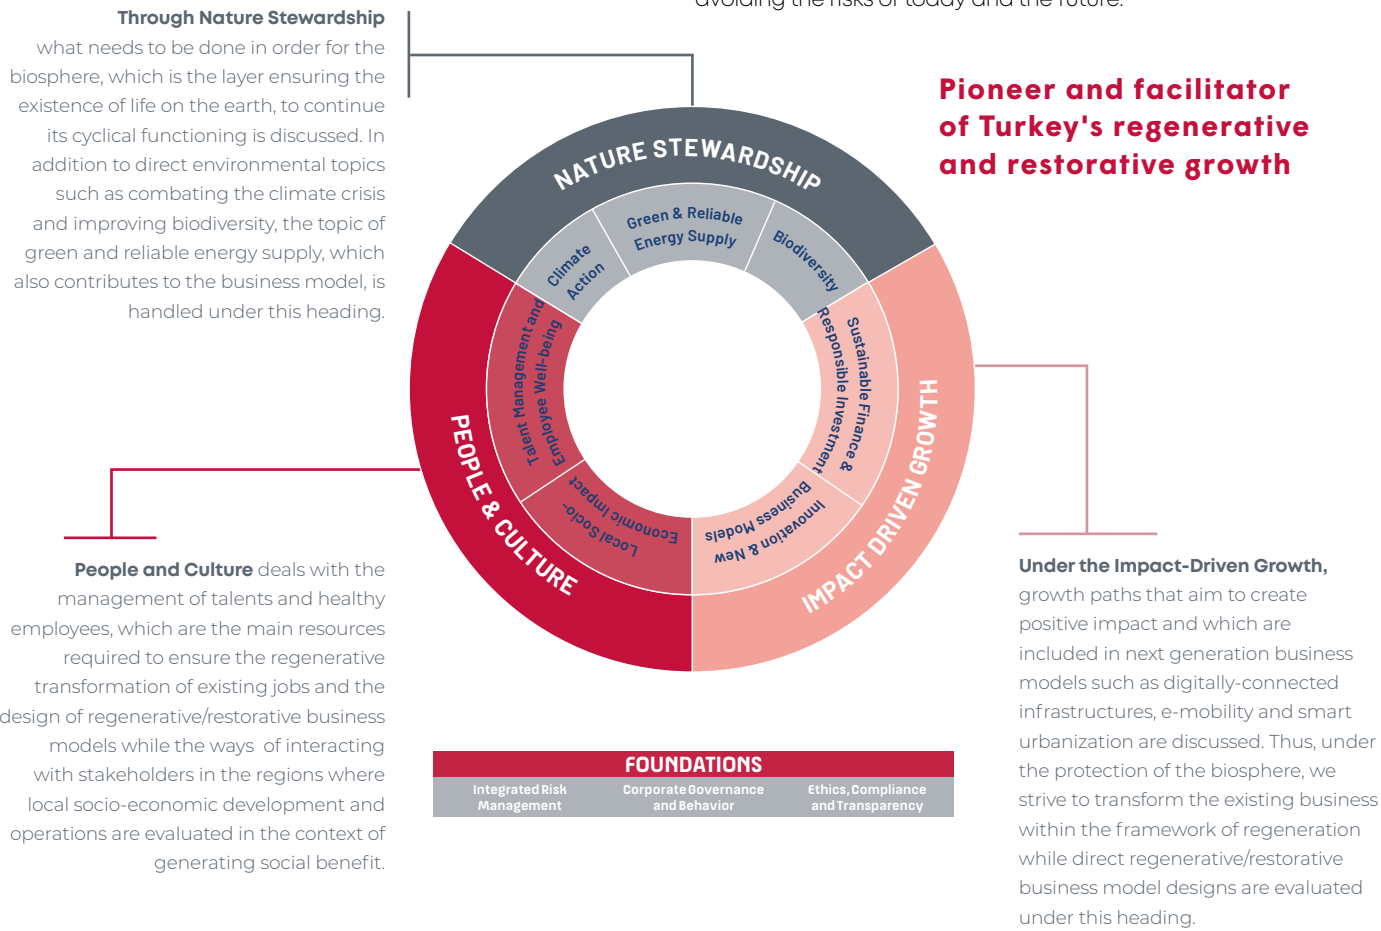 avoiding the risks of today and the future.
Through Nature Stewardship
what needs to be done in order for the
biosphere, which is the layer ensuring the
existence of life on the earth, to continue
its cyclical functioning is discussed. In
addition to direct environmental topics
such as combating the climate crisis
and improving biodiversity, the topic of
green and reliable energy supply, which
also contributes to the business model, is
handled under this heading.
Pioneer and facilitator
of Turkey's regenerative
and restorative growth
NATURE STEWARDSHIP
Climate
Action
Green & Reliable
Energy Supply
Biodiversity
PEOPLE & CULTURE
Talent Management and
Employee Well-being
Local Socio-
Economic Impact
IMPACT DRIVEN GROWTH
Sustainable Finance &
Responsible Investment
Innovation & New
Business Models
People and Culture deals with the
management of talents and healthy
employees, which are the main resources
required to ensure the regenerative
transformation of existing jobs and the
design of regenerative/restorative business
models while the ways of interacting
with stakeholders in the regions where
local socio-economic development and
operations are evaluated in the context of
generating social benefit.
Under the Impact-Driven Growth,
growth paths that aim to create
positive impact and which are
included in next generation business
models such as digitally-connected
infrastructures, e-mobility and smart
urbanization are discussed. Thus, under
the protection of the biosphere, we
strive to transform the existing business
within the framework of regeneration
while direct regenerative/restorative
business model designs are evaluated
under this heading.
FOUNDATIONS
Integrated Risk
Management
Corporate Governance
and Behavior
Ethics, Compliance
and Transparency